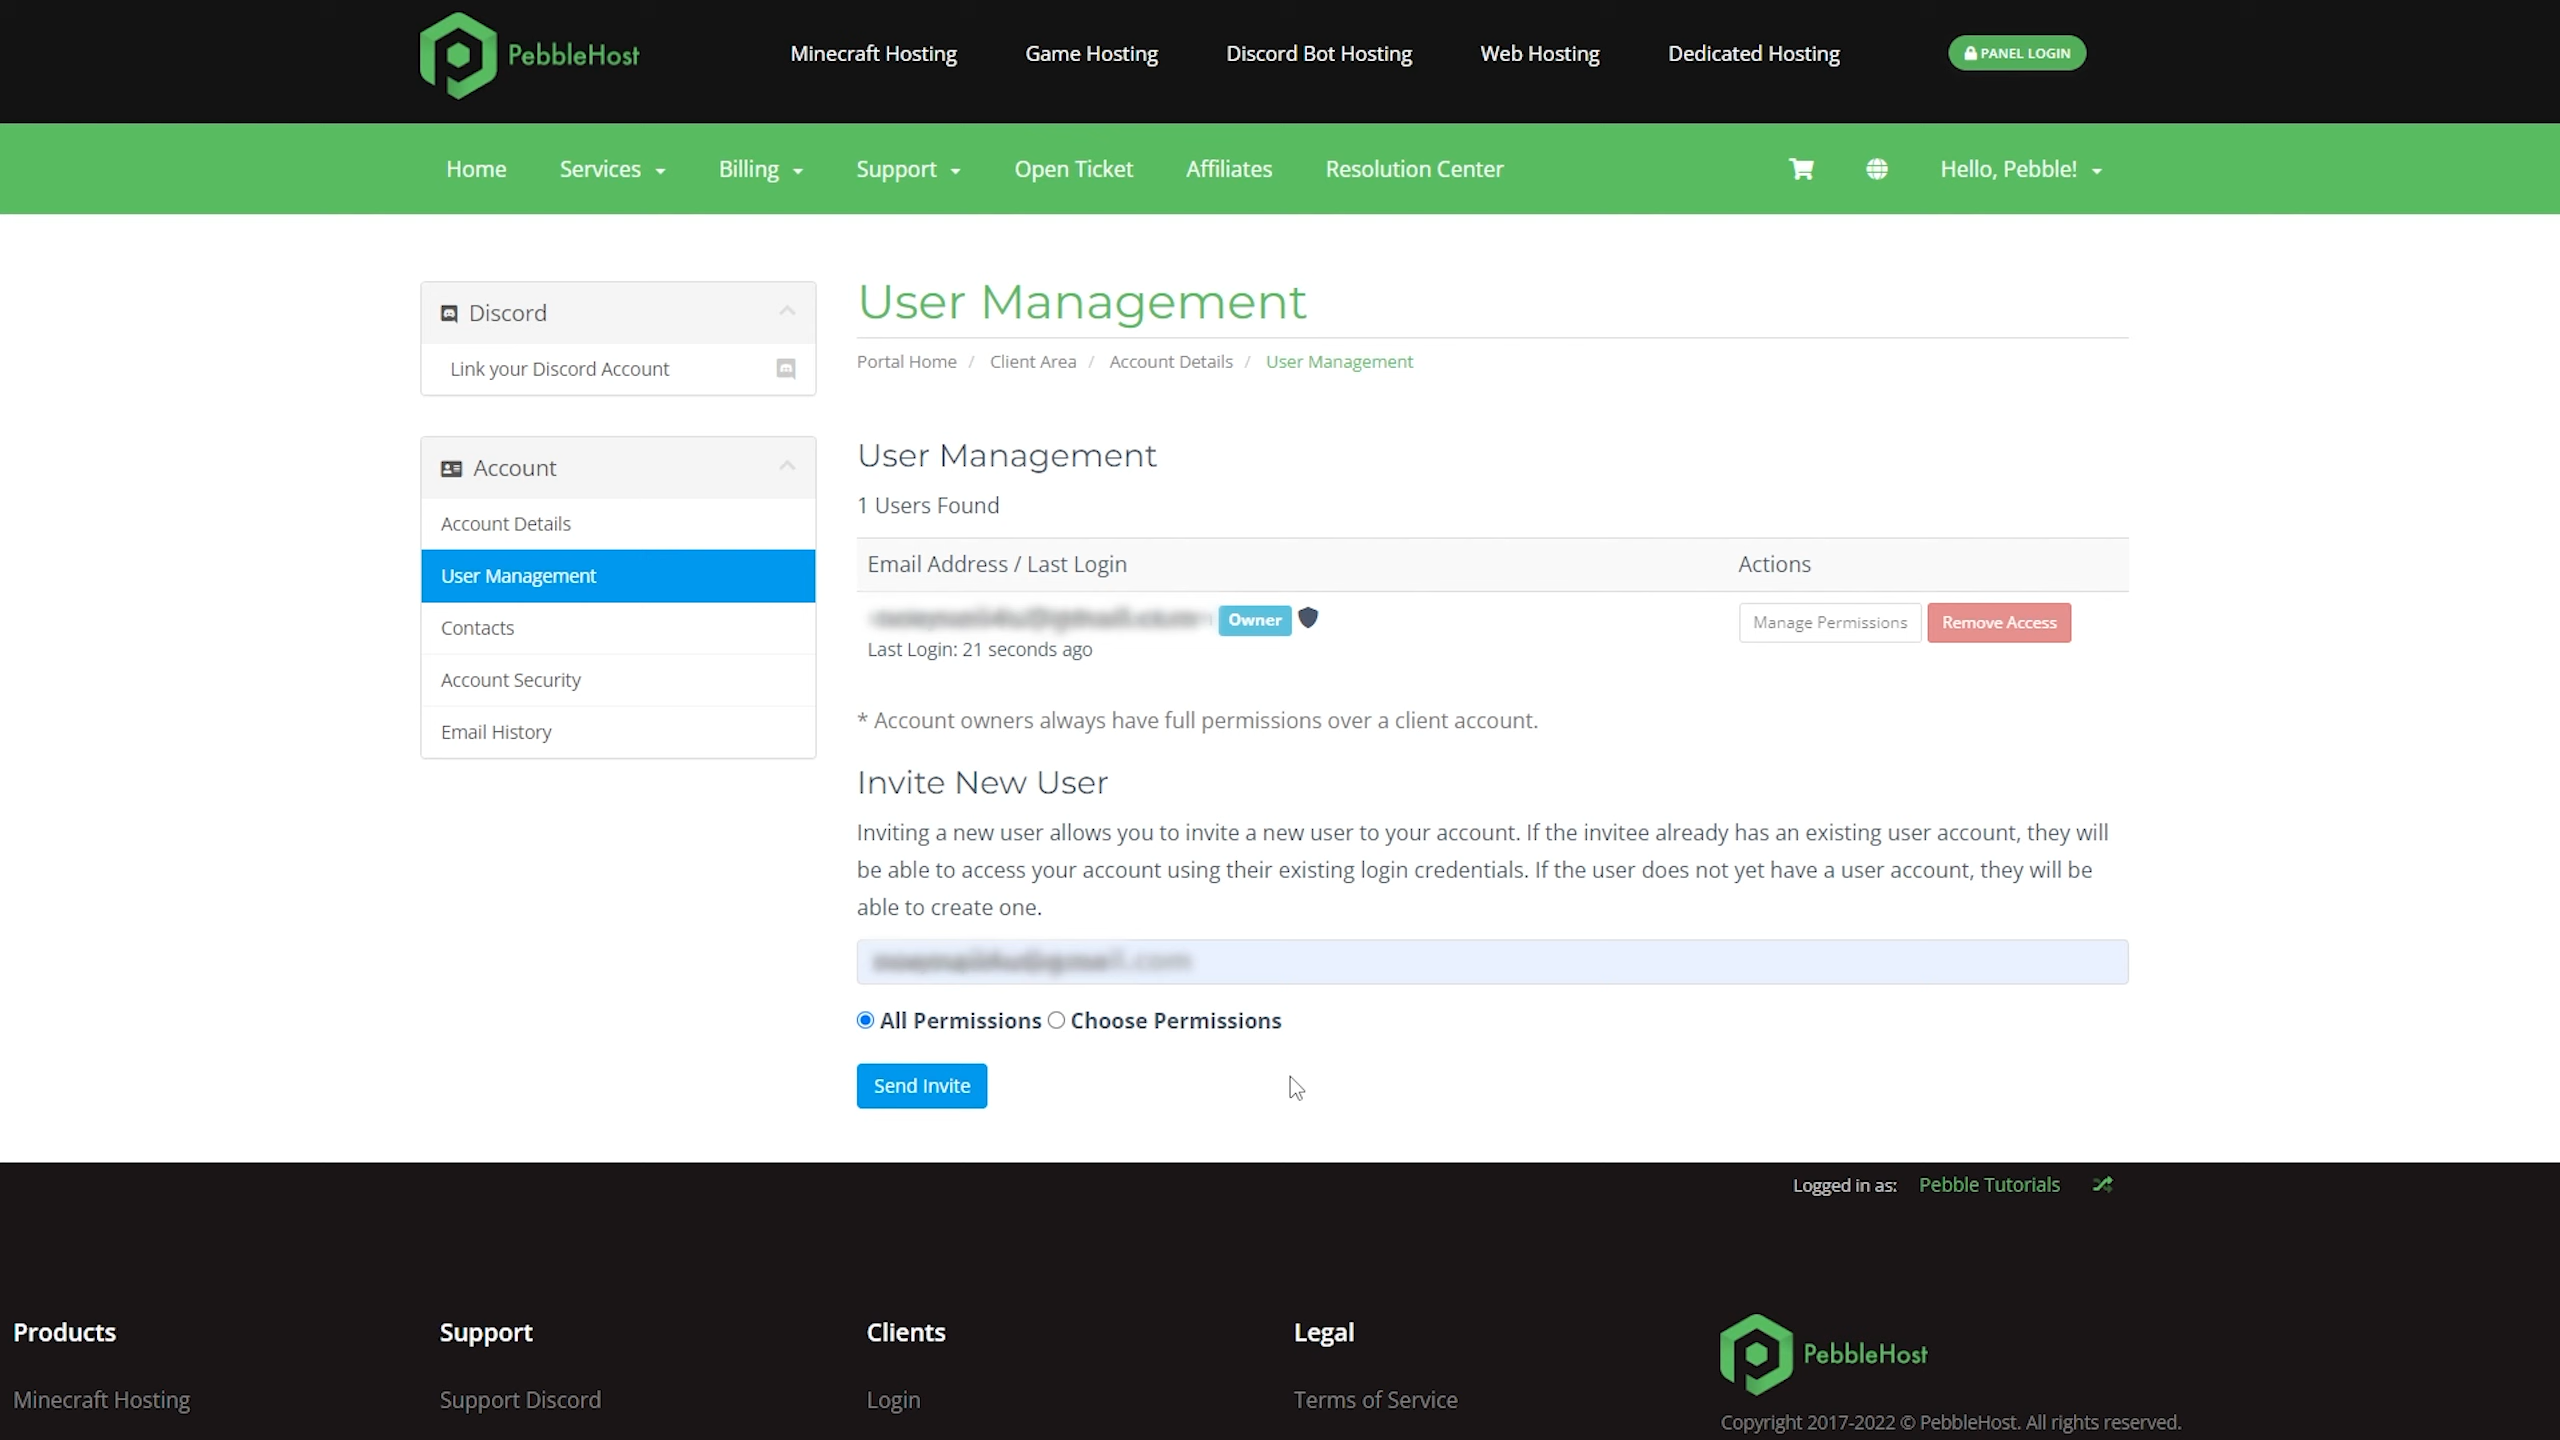 PebbleHost
Minecraft Hosting
Game Hosting
Discord Bot Hosting
Web Hosting
Dedicated Hosting
PANEL LOGIN
Home
Services
Billing
Support
Open Ticket
Affiliates
Resolution Center
Hello, Pebble!
Discord
Link your Discord Account
Account
Account Details
User Management
Contacts
Account Security
Email History
User Management
Portal Home / Client Area / Account Details / User Management
User Management
1 Users Found
Email Address / Last Login
Actions
Owner
Last Login: 21 seconds ago
Manage Permissions
Remove Access
* Account owners always have full permissions over a client account.
Invite New User
Inviting a new user allows you to invite a new user to your account. If the invitee already has an existing user account, they will
be able to access your account using their existing login credentials. If the user does not yet have a user account, they will be
able to create one.
All Permissions
Choose Permissions
Send Invite
Logged in as: Pebble Tutorials
Products
Minecraft Hosting
Support
Support Discord
Clients
Login
Legal
Terms of Service
PebbleHost
Copyright 2017-2022 © PebbleHost. All rights reserved.